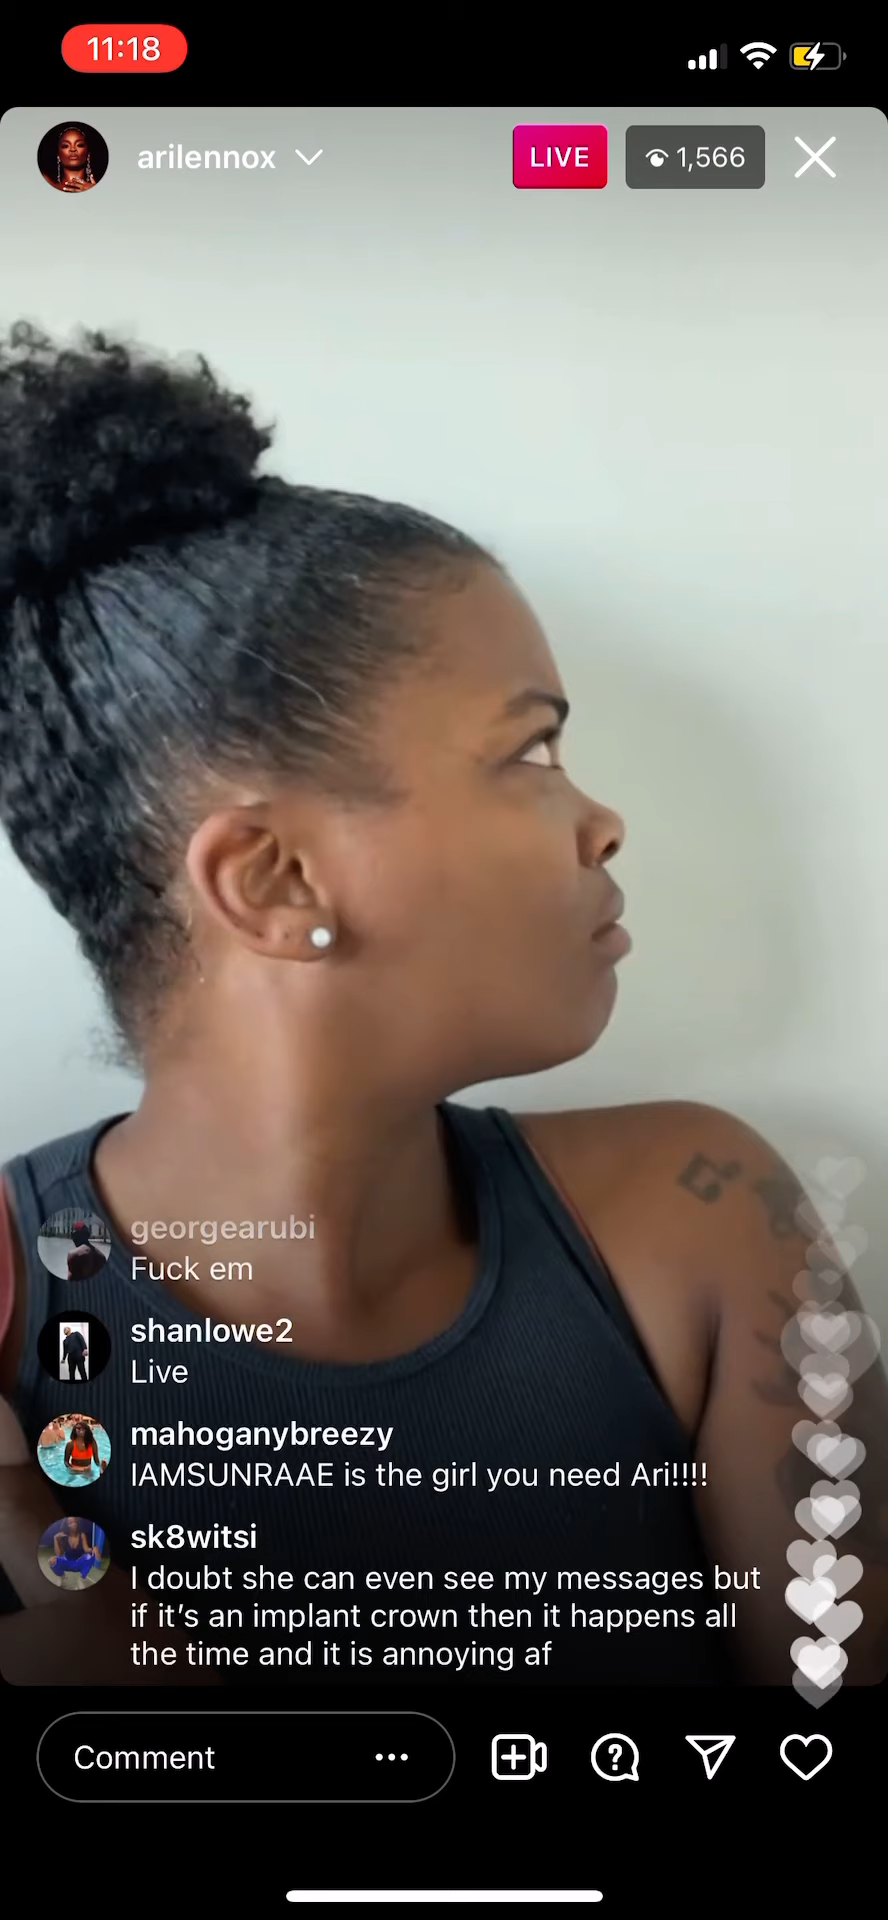 11:18
arilennox
LIVE
1,566
georgearubi
Fuck em
shanlowe2
Live
mahoganybreezy
IAMSUNRAAE is the girl you need Ari!!!!
sk8witsi
I doubt she can even see my messages but
if it’s an implant crown then it happens all
the time and it is annoying af
Comment